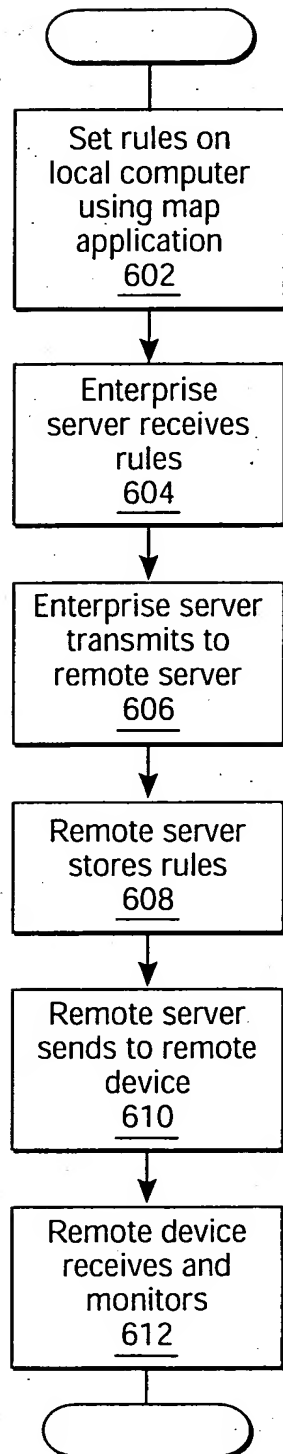 Set rules on
local computer
using map
application
602
Enterprise
server receives
rules
604
Enterprise server
transmits to
remote server
606
Remote server
stores rules
608
Remote server
sends to remote
device
610
Remote device
receives and
monitors
612